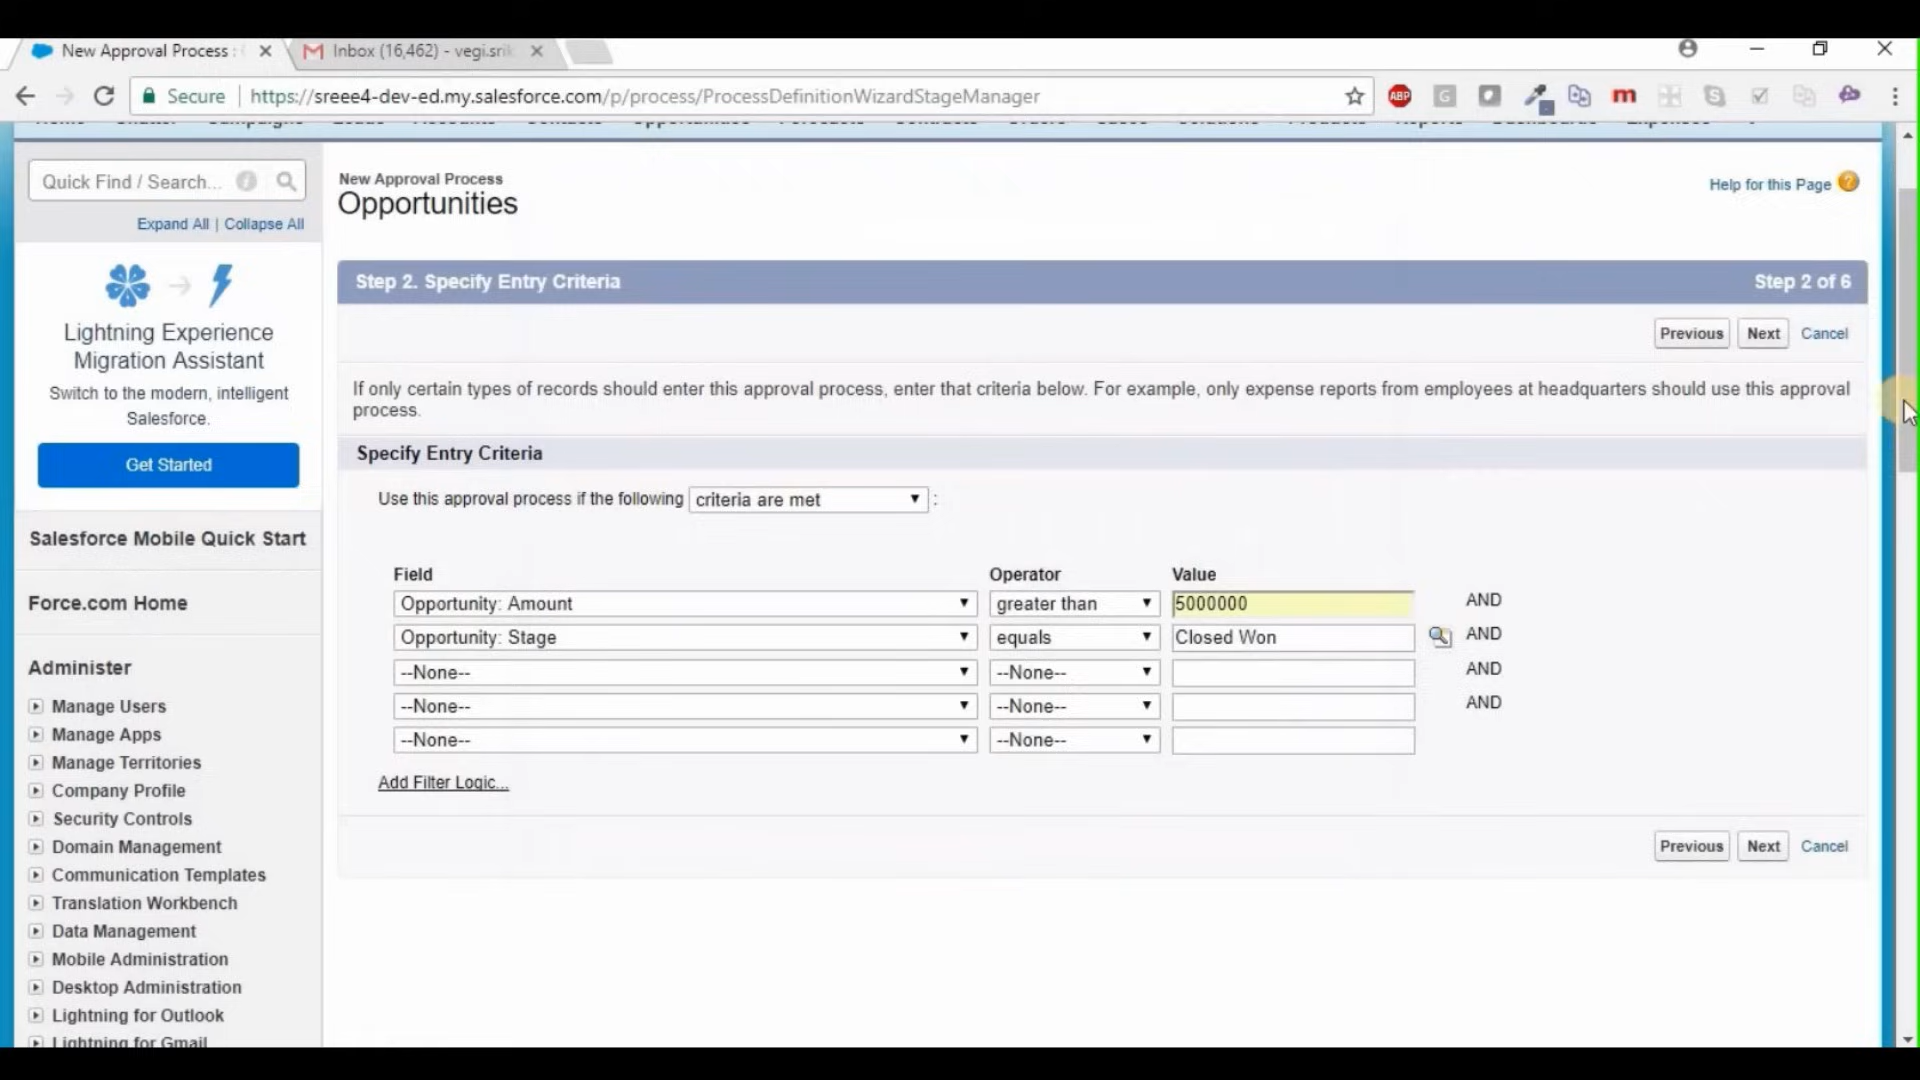 New Approval Process :
Inbox (16,462) - vegi.srik
Secure
https://sreee4-dev-ed.my.salesforce.com/p/process/ProcessDefinitionWizardStageManager
ABP
G
m
Quick Find / Search...
Expand All | Collapse All
Lightning Experience
Migration Assistant
Switch to the modern, intelligent
Salesforce.
Get Started
Salesforce Mobile Quick Start
Force.com Home
Administer
Manage Users
Manage Apps
Manage Territories
Company Profile
Security Controls
Domain Management
Communication Templates
Translation Workbench
Data Management
Mobile Administration
Desktop Administration
Lightning for Outlook
Lightning for Gmail
New Approval Process
Opportunities
Help for this Page
Step 2. Specify Entry Criteria
Step 2 of 6
Previous
Next
Cancel
If only certain types of records should enter this approval process, enter that criteria below. For example, only expense reports from employees at headquarters should use this approval
process.
Specify Entry Criteria
Use this approval process if the following criteria are met :
Field Operator Value
Opportunity: Amount greater than 5000000 AND
Opportunity: Stage equals Closed Won AND
--None-- --None-- AND
--None-- --None-- AND
--None-- --None--
Add Filter Logic...
Previous
Next
Cancel